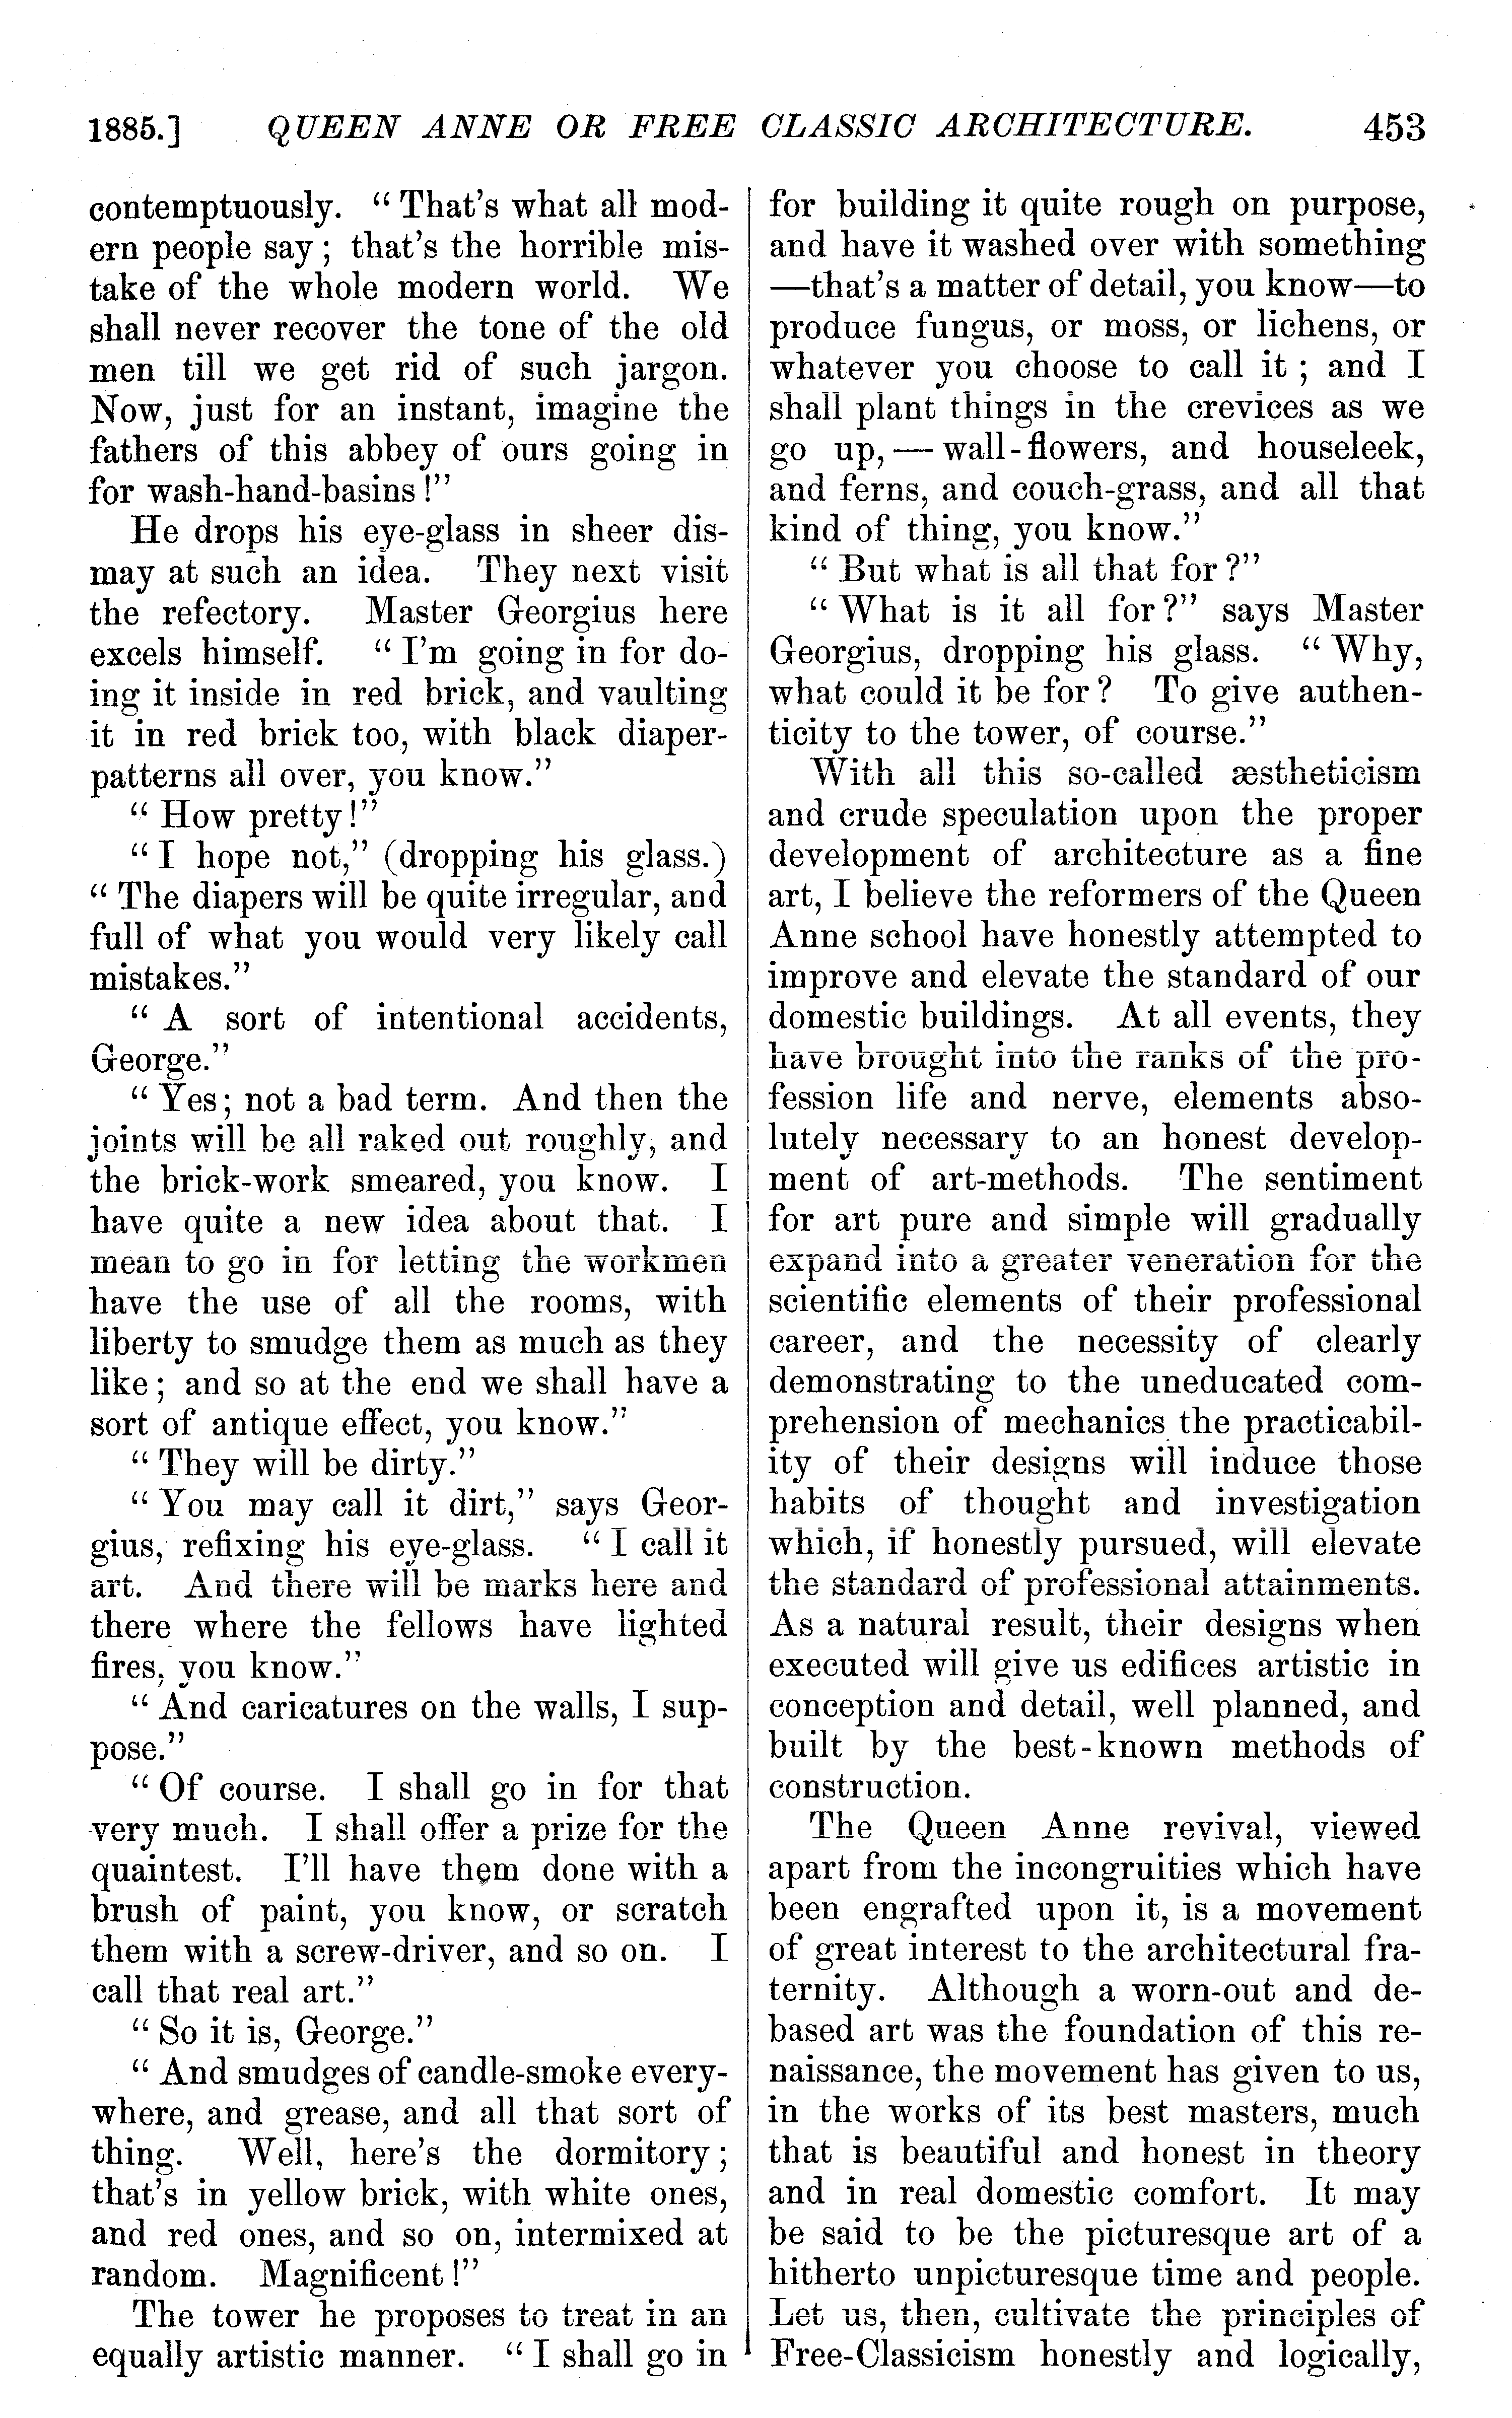 1885.] QUEEN ANNE OR FREE CLASSIC ARCHITECTURE. 453
contemptuously. "That's what all mod-
ern people say; that's the horrible mis-
take of the whole modern world. We
shall never recover the tone of the old
men till we get rid of such jargon.
Now, just for an instant, imagine the
fathers of this abbey of ours going in
for wash-hand-basins!"
He drops his eye-glass in sheer dis-
may at such an idea. They next visit
the refectory. Master Georgius here
excels himself. "I'm going in for do-
ing it inside in red brick, and vaulting
it in red brick too, with black diaper-
patterns all over, you know."
"How pretty!"
"I hope not," (dropping his glass.)
"The diapers will be quite irregular, and
full of what you would very likely call
mistakes."
"A sort of intentional accidents,
George."
"Yes; not a bad term. And then the
joints will be all raked out roughly, and
the brick-work smeared, you know. I
have quite a new idea about that. I
mean to go in for letting the workmen
have the use of all the rooms, with
liberty to smudge them as much as they
like; and so at the end we shall have a
sort of antique effect, you know."
"They will be dirty."
"You may call it dirt," says Geor-
gius, refixing his eye-glass. "I call it
art. And there will be marks here and
there where the fellows have lighted
fires, you know."
"And caricatures on the walls, I sup-
pose."
"Of course. I shall go in for that
very much. I shall offer a prize for the
quaintest. I'll have them done with a
brush of paint, you know, or scratch
them with a screw-driver, and so on. I
call that real art."
"So it is, George."
"And smudges of candle-smoke every-
where, and grease, and all that sort of
thing. Well, here's the dormitory;
that's in yellow brick, with white ones,
and red ones, and so on, intermixed at
random. Magnificent!"
The tower he proposes to treat in an
equally artistic manner. "I shall go in
for building it quite rough on purpose,
and have it washed over with something
—that's a matter of detail, you know—to
produce fungus, or moss, or lichens, or
whatever you choose to call it; and I
shall plant things in the crevices as we
go up,—wall-flowers, and houseleek,
and ferns, and couch-grass, and all that
kind of thing, you know."
"But what is all that for?"
"What is it all for?" says Master
Georgius, dropping his glass. "Why,
what could it be for? To give authen-
ticity to the tower, of course."
With all this so-called æstheticism
and crude speculation upon the proper
development of architecture as a fine
art, I believe the reformers of the Queen
Anne school have honestly attempted to
improve and elevate the standard of our
domestic buildings. At all events, they
have brought into the ranks of the pro-
fession life and nerve, elements abso-
lutely necessary to an honest develop-
ment of art-methods. The sentiment
for art pure and simple will gradually
expand into a greater veneration for the
scientific elements of their professional
career, and the necessity of clearly
demonstrating to the uneducated com-
prehension of mechanics the practicabil-
ity of their designs will induce those
habits of thought and investigation
which, if honestly pursued, will elevate
the standard of professional attainments.
As a natural result, their designs when
executed will give us edifices artistic in
conception and detail, well planned, and
built by the best-known methods of
construction.
The Queen Anne revival, viewed
apart from the incongruities which have
been engrafted upon it, is a movement
of great interest to the architectural fra-
ternity. Although a worn-out and de-
based art was the foundation of this re-
naissance, the movement has given to us,
in the works of its best masters, much
that is beautiful and honest in theory
and in real domestic comfort. It may
be said to be the picturesque art of a
hitherto unpicturesque time and people.
Let us, then, cultivate the principles of
Free-Classicism honestly and logically,